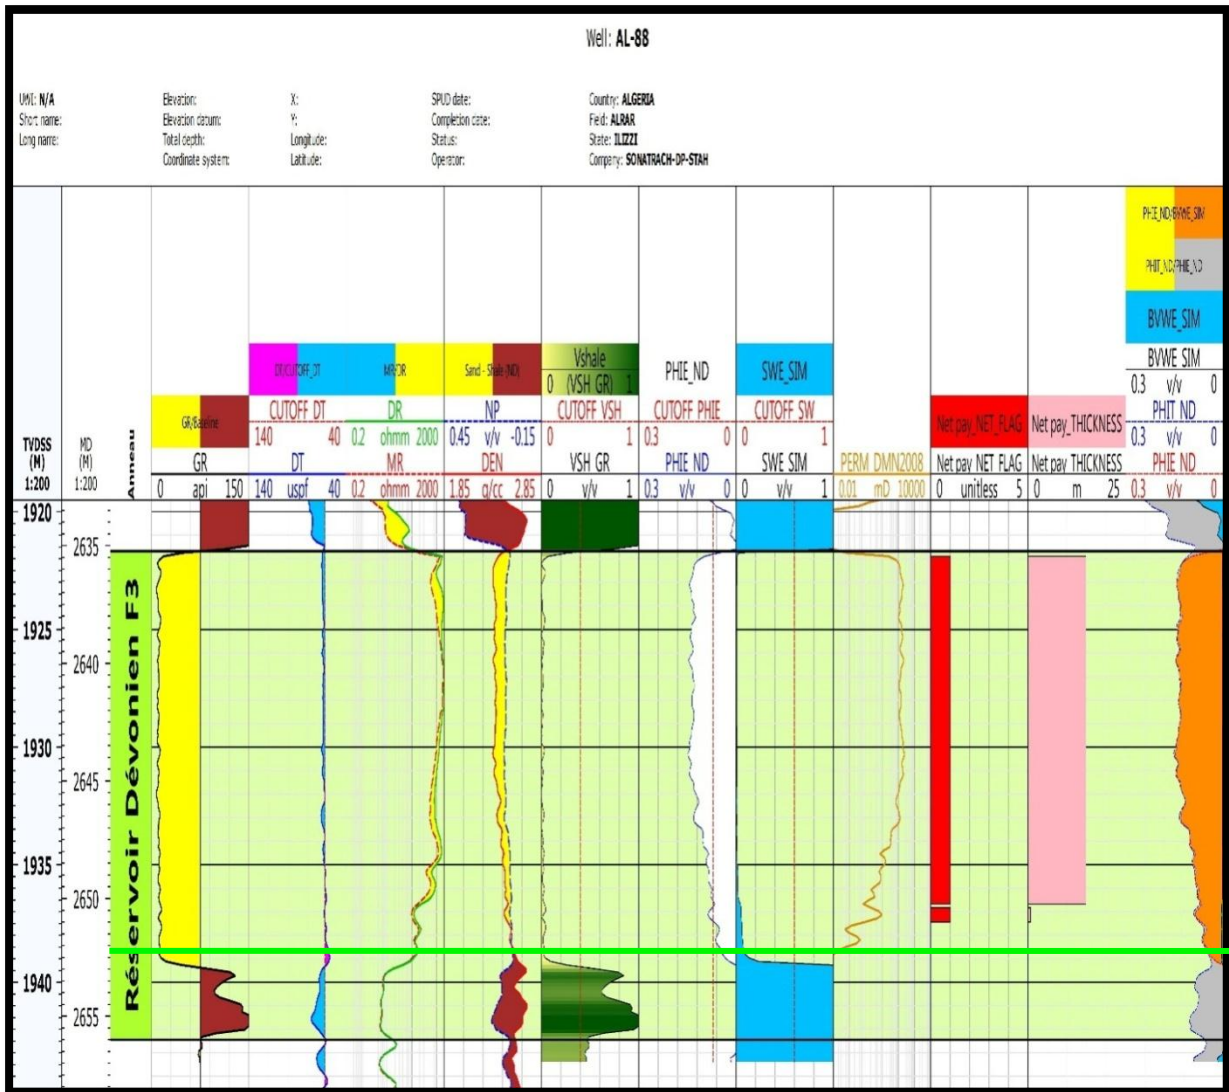 Well: AL-88
UWI: N/A
Short name:
Long name:
Elevation:
Elevation datum:
Total depth:
Coordinate system:
X:
Y:
Longitude:
Latitude:
SPUD date:
Completion date:
Status:
Operator:
Country: ALGERIA
Field: ALRAR
State: ILIZZI
Company: SONATRACH-DP-STAH
TVDSS
(M)
1:200
MD
(M)
1:200
Anneau
GR/Baseline
GR
0 api 150
DT/CUTOFF_DT
CUTOFF DT
140 40
DT
140 uspf 40
MR/DR
DR
0.2 ohmm 2000
MR
0.2 ohmm 2000
Sand - Shale (ND)
NP
0.45 v/v -0.15
DEN
1.85 g/cc 2.85
Vshale
0 (VSH GR) 1
CUTOFF VSH
0 1
VSH GR
0 v/v 1
PHIE_ND
CUTOFF PHIE
0.3 0
PHIE ND
0.3 v/v 0
SWE_SIM
CUTOFF SW
0 1
SWE SIM
0 v/v 1
PERM DMN2008
0.01 mD 10000
Net pay_NET_FLAG
Net pay NET FLAG
0 unitless 5
Net pay_THICKNESS
Net pay THICKNESS
0 m 25
PHIE_ND/BVWE_SIM
PHIT_ND/PHIE_ND
BVWE_SIM
BVWE SIM
0.3 v/v 0
PHIT ND
0.3 v/v 0
PHIE ND
0.3 v/v 0
1920
1925
1930
1935
1940
2635
2640
2645
2650
2655
Réservoir Dévonien F3